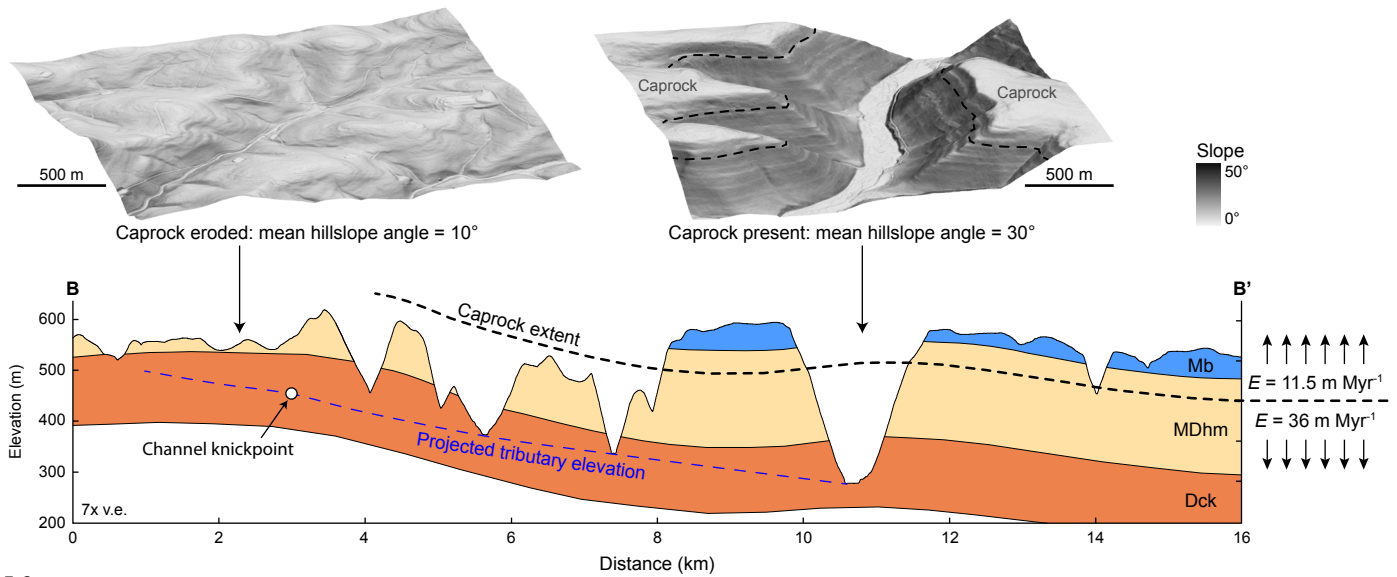 Caprock
Caprock
500 m
500 m
Slope
50°
0°
Caprock eroded: mean hillslope angle = 10°
Caprock present: mean hillslope angle = 30°
B
B’
Caprock extent
600
500
400
300
200
Elevation (m)
Mb
E = 11.5 m Myr⁻¹
MDhm
E = 36 m Myr⁻¹
Channel knickpoint
Projected tributary elevation
Dck
7x v.e.
0
2
4
6
8
10
12
14
16
Distance (km)